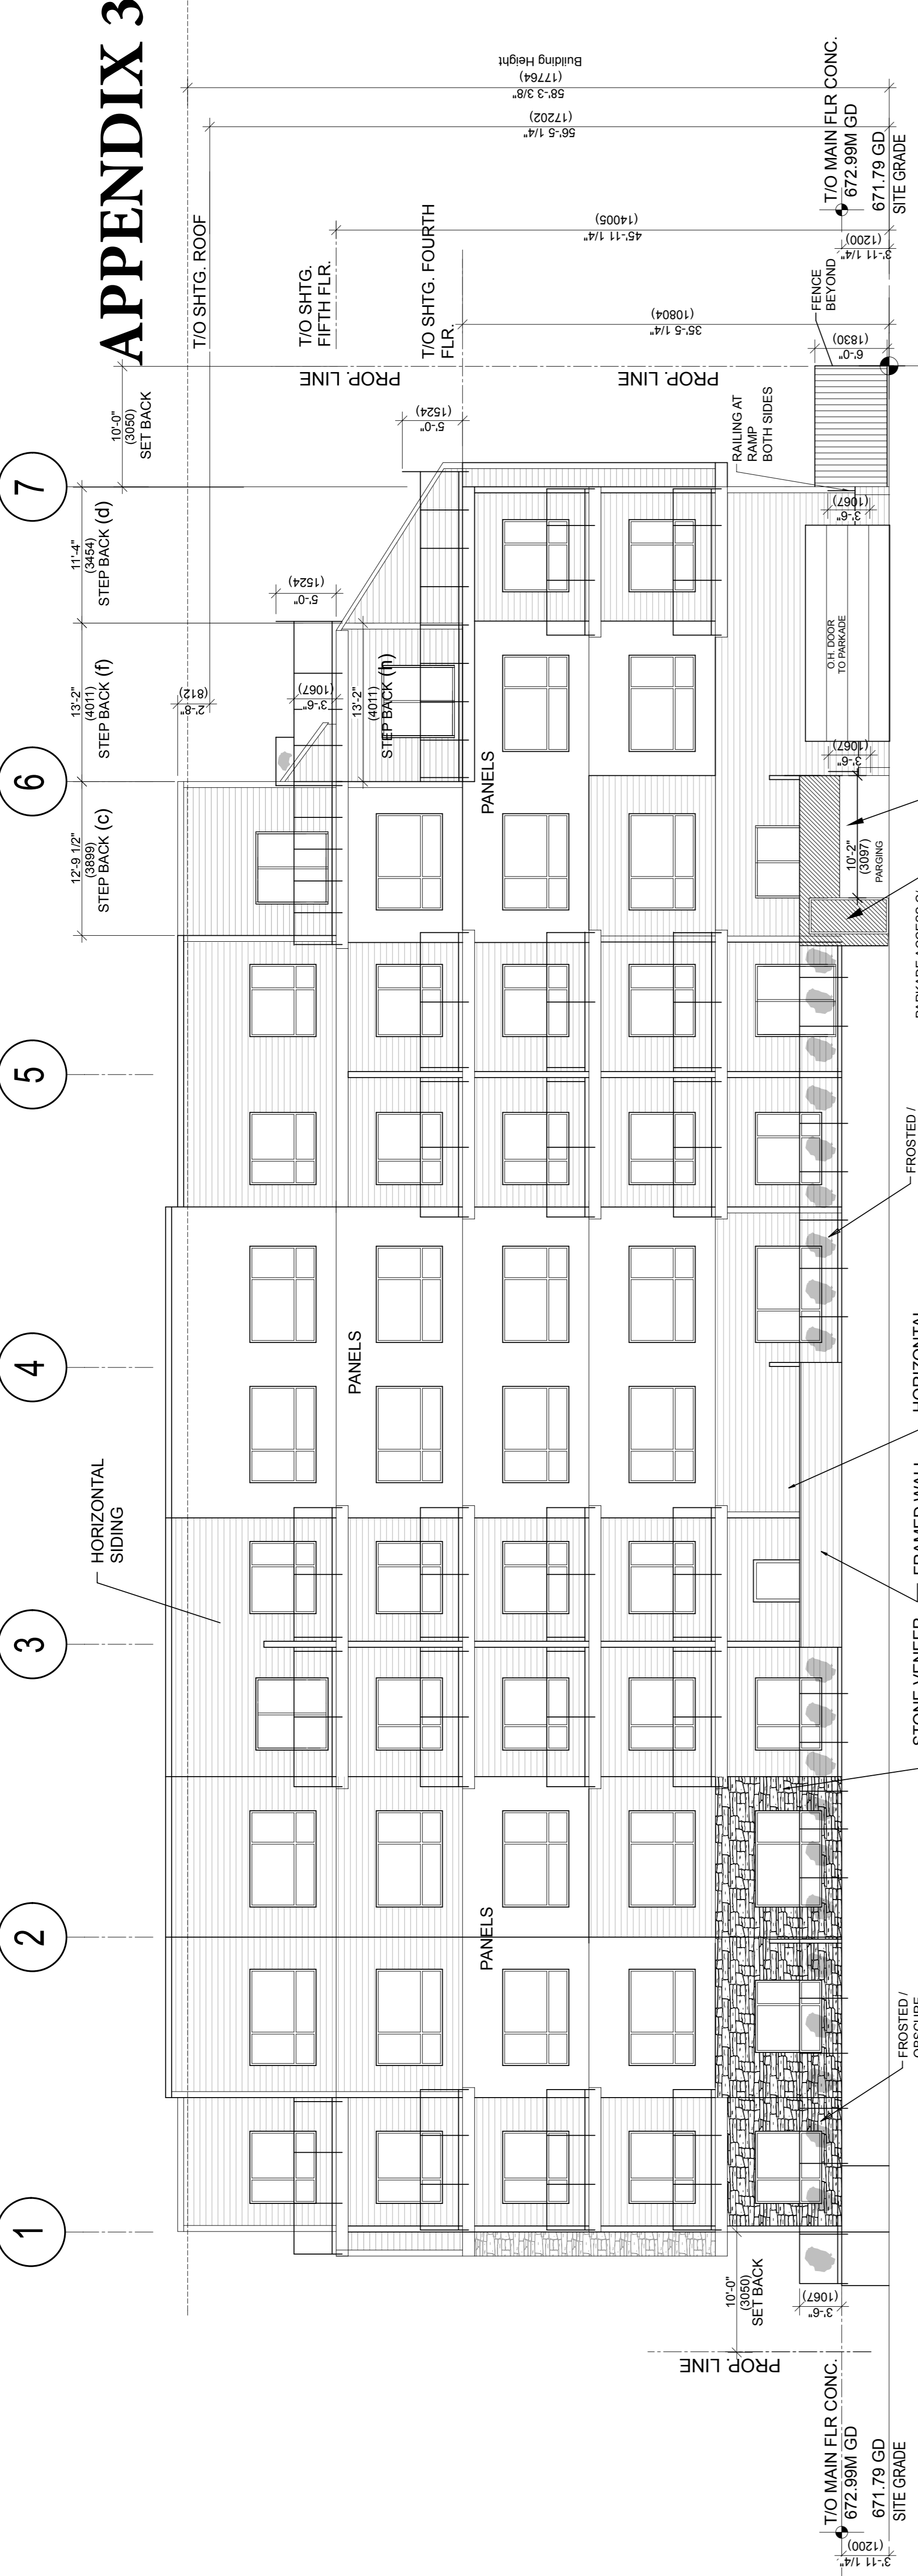 APPENDIX 3
1
2
3
4
5
6
7
12'-9 1/2"
(3899)
STEP BACK (c)
13'-2"
(4011)
STEP BACK (f)
11'-4"
(3454)
STEP BACK (d)
10'-0"
(3050)
SET BACK
HORIZONTAL
SIDING
2'-8"
(812)
T/O SHTG. ROOF
5'-0"
(1524)
3'-6"
(1067)
T/O SHTG.
FIFTH FLR.
PROP. LINE
13'-2"
(4011)
STEP BACK (h)
5'-0"
(1524)
T/O SHTG. FOURTH
FLR.
PANELS
PANELS
PANELS
58'-3 3/8"
(17764)
Building Height
56'-5 1/4"
(17202)
45'-11 1/4"
(14005)
35'-5 1/4"
(10804)
PROP. LINE
PROP. LINE
10'-0"
(3050)
SET BACK
RAILING AT
RAMP
BOTH SIDES
FENCE
BEYOND
6'-0"
(1830)
3'-11 1/4"
(1200)
T/O MAIN FLR CONC.
672.99M GD
671.79 GD
SITE GRADE
O.H. DOOR
TO PARKADE
3'-6"
(1067)
3'-6"
(1067)
10'-2"
(3097)
PARGING
3'-6"
(1067)
T/O MAIN FLR CONC.
672.99M GD
671.79 GD
SITE GRADE
3'-11 1/4"
(1200)
FROSTED /
OBSCURE
STONE VENEER
FRAMED WALL
HORIZONTAL
FROSTED /
PARKADE ACCESS